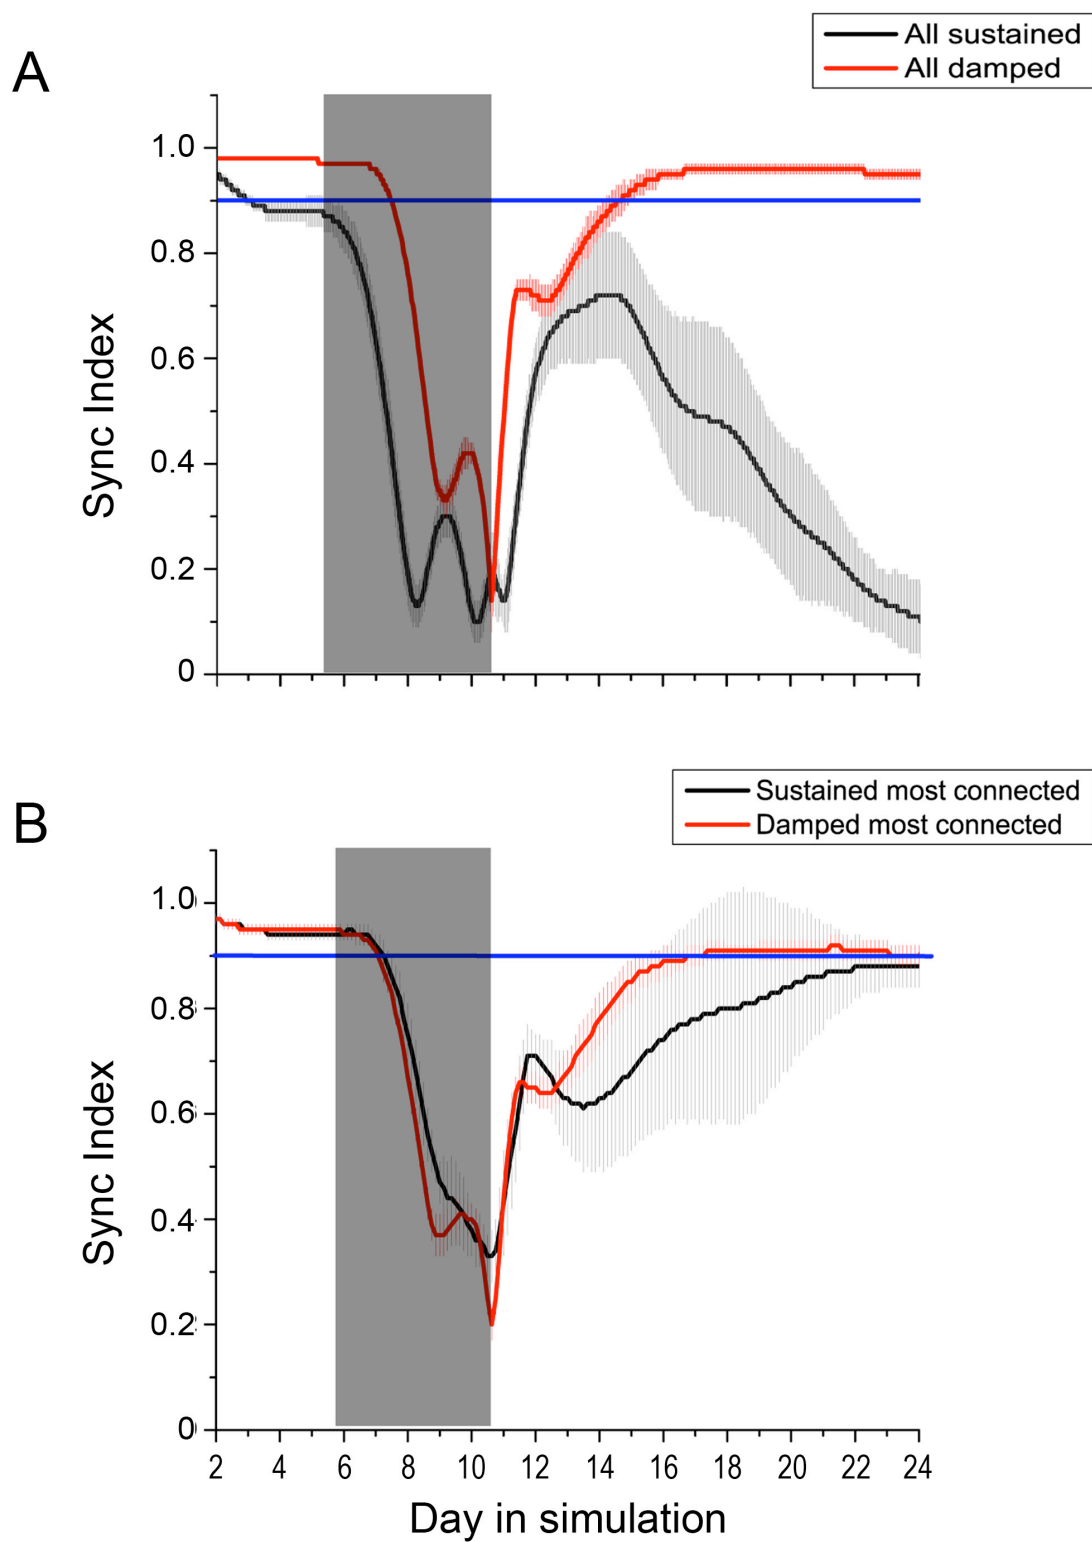 A
All sustained
All damped
1.0
0.8
0.6
0.4
0.2
0
Sync Index
B
Sustained most connected
Damped most connected
1.0
0.8
0.6
0.4
0.2
0
Sync Index
2 4 6 8 10 12 14 16 18 20 22 24
Day in simulation